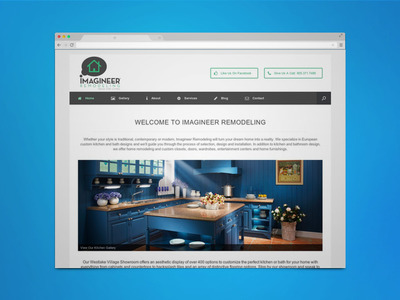 iMAGINEER
REMODELING
Like us On Facebook
Give Us A Call:
Home
Gallery
About
Services
Blog
Contact
WELCOME TO IMAGINEER REMODELING
Whether your style is traditional, contemporary or modern, Imagineer Remodeling will turn your dream home into a reality. We specialize in European
custom kitchen and bath designs and we'll guide you through the process of selection, design and installation. In addition to kitchen and bathroom design,
we offer home remodeling and custom closets, doors, wardrobes, entertainment centers and home furnishings.
View Our Kitchen Gallery
Our Westlake Village Showroom offers an aesthetic display of over 400 options to customize the perfect kitchen or bath for your home with